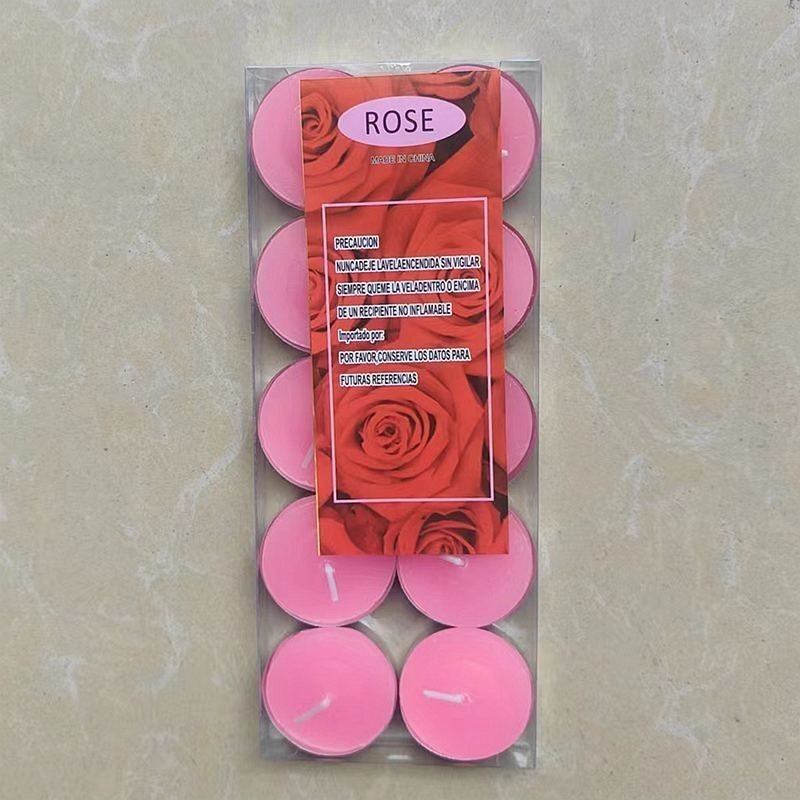 ROSE
MADE IN CHINA
PRECAUCION
NUNCADEJE LAVELAENCENDIDA SIN VIGILAR
SIEMPRE QUEME LA VELADENTRO O ENCIMA
DE UN RECIPIENTE NO INFLAMABLE
Importado por:
POR FAVOR,CONSERVE LOS DATOS PARA
FUTURAS REFERENCIAS